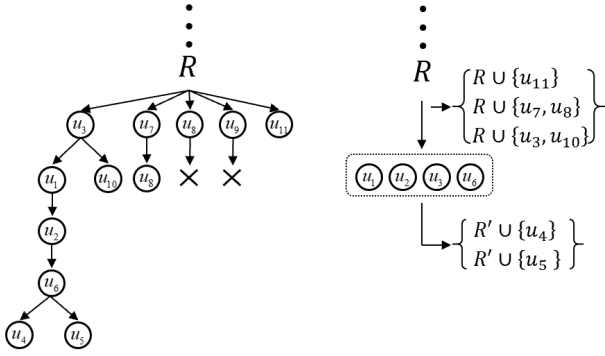 R
u₃ u₇ u₈ u₉ u₁₁
u₁ u₁₀ u₈ × ×
u₂
u₆
u₄ u₅
R
{ R ∪ {u₁₁}
R ∪ {u₇, u₈}
R ∪ {u₃, u₁₀} }
u₁ u₂ u₃ u₆
{ R′ ∪ {u₄}
R′ ∪ {u₅ } }